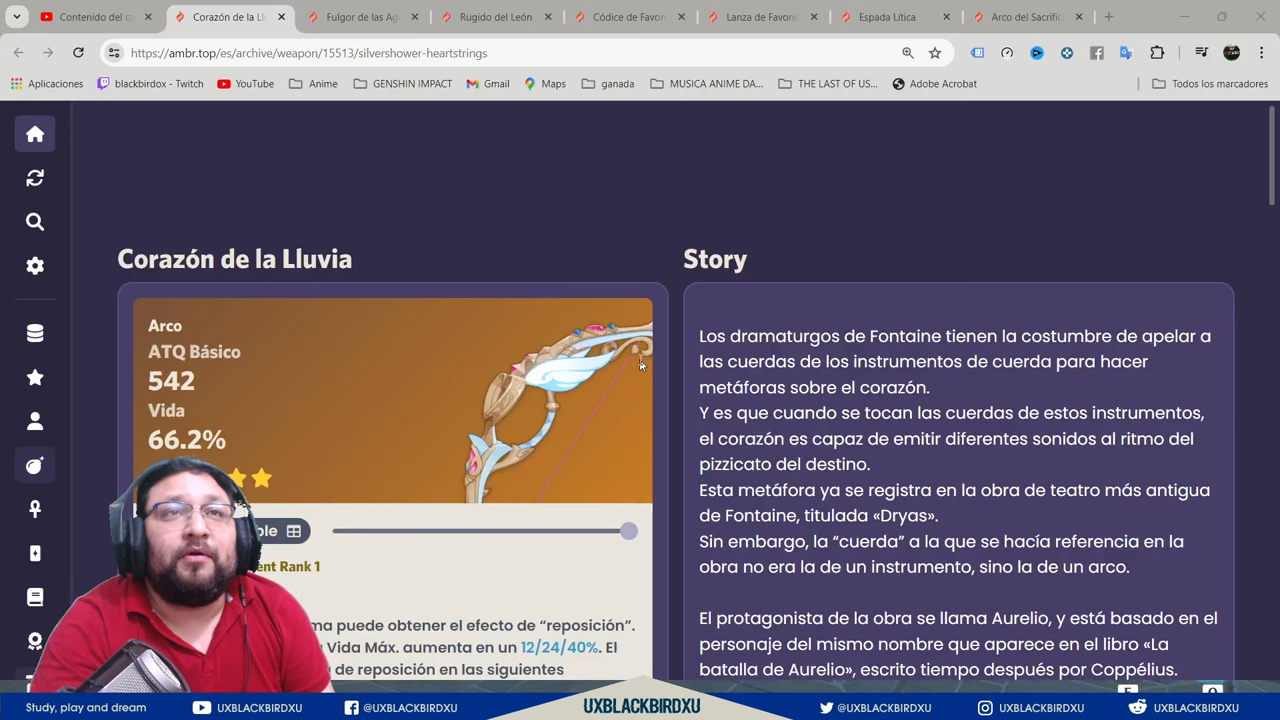 Contenido del c
Corazón de la Ll
Fulgor de las Ag
Rugido del León
Códice de Favon
Lanza de Favoni
Espada Lítica
Arco del Sacrific
https://ambr.top/es/archive/weapon/15513/silvershower-heartstrings
Aplicaciones
blackbirdox - Twitch
YouTube
Anime
GENSHIN IMPACT
Gmail
Maps
ganada
MUSICA ANIME DA...
THE LAST OF US...
Adobe Acrobat
Todos los marcadores
Corazón de la Lluvia
Arco
ATQ Básico
542
Vida
66.2%
ent Rank 1
ma puede obtener el efecto de “reposición”.
Vida Máx. aumenta en un 12/24/40%. El
de reposición en las siguientes
Story
Los dramaturgos de Fontaine tienen la costumbre de apelar a
las cuerdas de los instrumentos de cuerda para hacer
metáforas sobre el corazón.
Y es que cuando se tocan las cuerdas de estos instrumentos,
el corazón es capaz de emitir diferentes sonidos al ritmo del
pizzicato del destino.
Esta metáfora ya se registra en la obra de teatro más antigua
de Fontaine, titulada «Dryas».
Sin embargo, la “cuerda” a la que se hacía referencia en la
obra no era la de un instrumento, sino la de un arco.
El protagonista de la obra se llama Aurelio, y está basado en el
personaje del mismo nombre que aparece en el libro «La
batalla de Aurelio», escrito tiempo después por Coppélius.
Study, play and dream
UXBLACKBIRDXU
@UXBLACKBIRDXU
UXBLACKBIRDXU
@UXBLACKBIRDXU
UXBLACKBIRDXU
UXBLACKBIRDXU